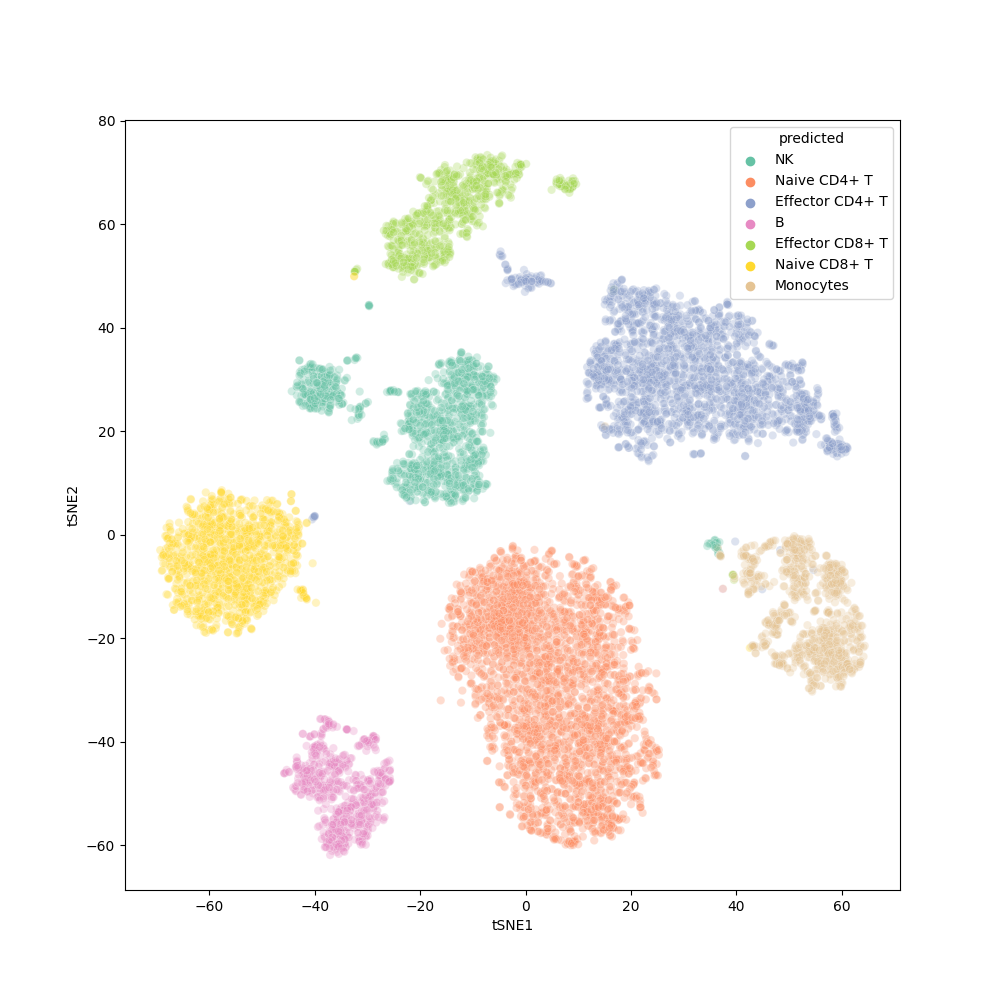 80
60
40
20
0
−20
−40
−60
tSNE2
−60 −40 −20 0 20 40 60
tSNE1
predicted
NK
Naive CD4+ T
Effector CD4+ T
B
Effector CD8+ T
Naive CD8+ T
Monocytes